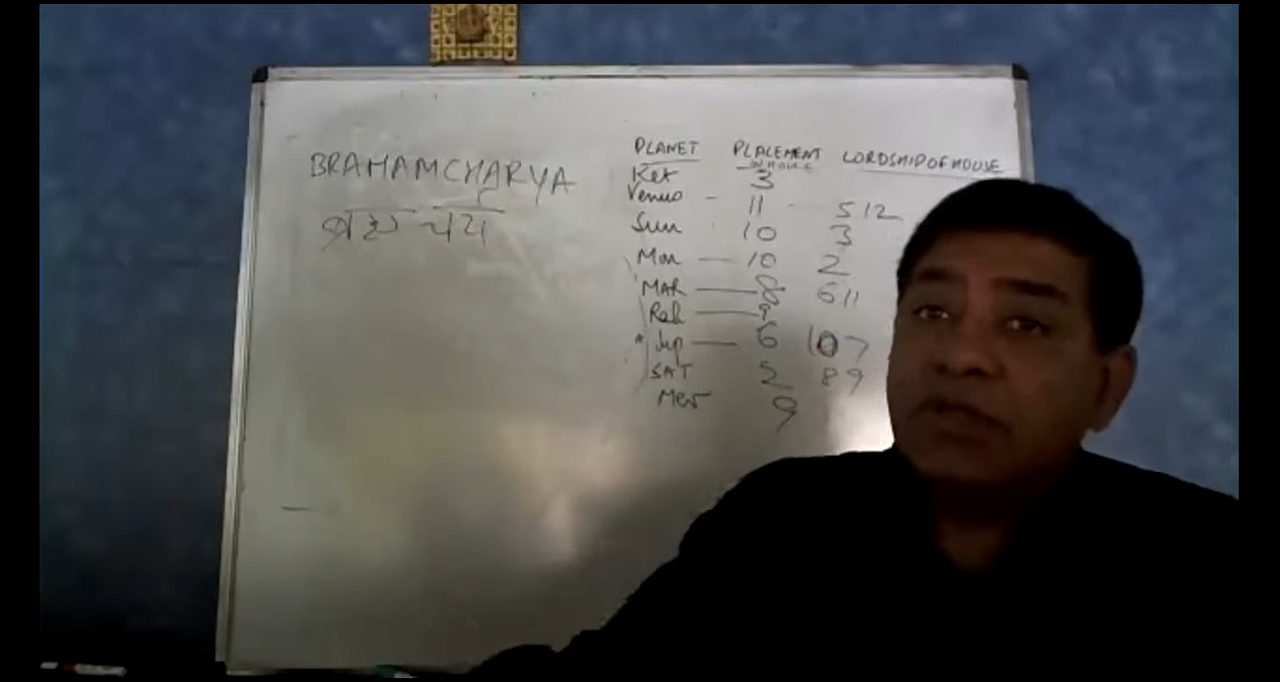 BRAHAMCHARYA
ब्रह्मचर्य
PLANET PLACEMENT LORDSHIP OF HOUSE
IN HOUSE
Ket 3
Venus - 11 - 5 12
Sun 10 3
Mon — 10 2
MAR — 8 6 11
Rah — 9
* Jup — 6 10 7
SAT 2 8 9
Mer 9